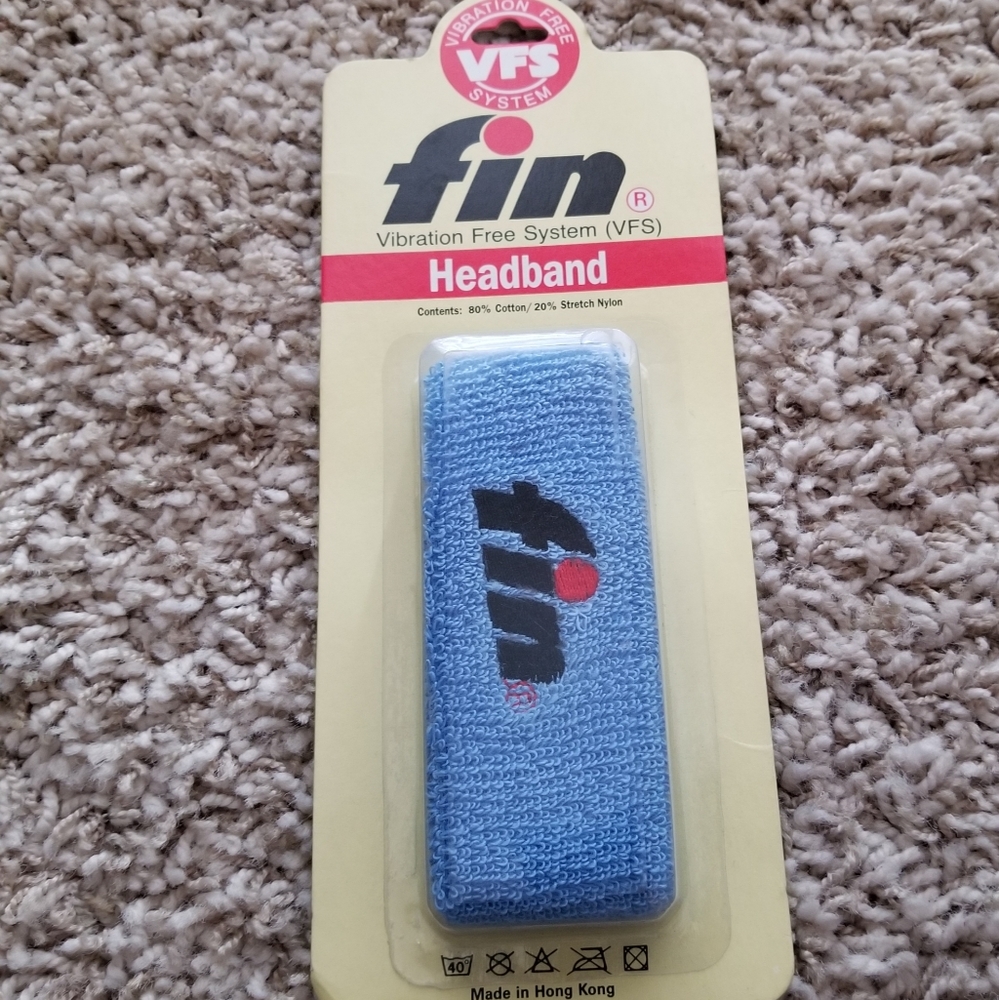 VIBRATION FREE
VFS
SYSTEM
fin ®
Vibration Free System (VFS)
Headband
Contents: 80% Cotton/20% Stretch Nylon
fin ®
40°
Made in Hong Kong